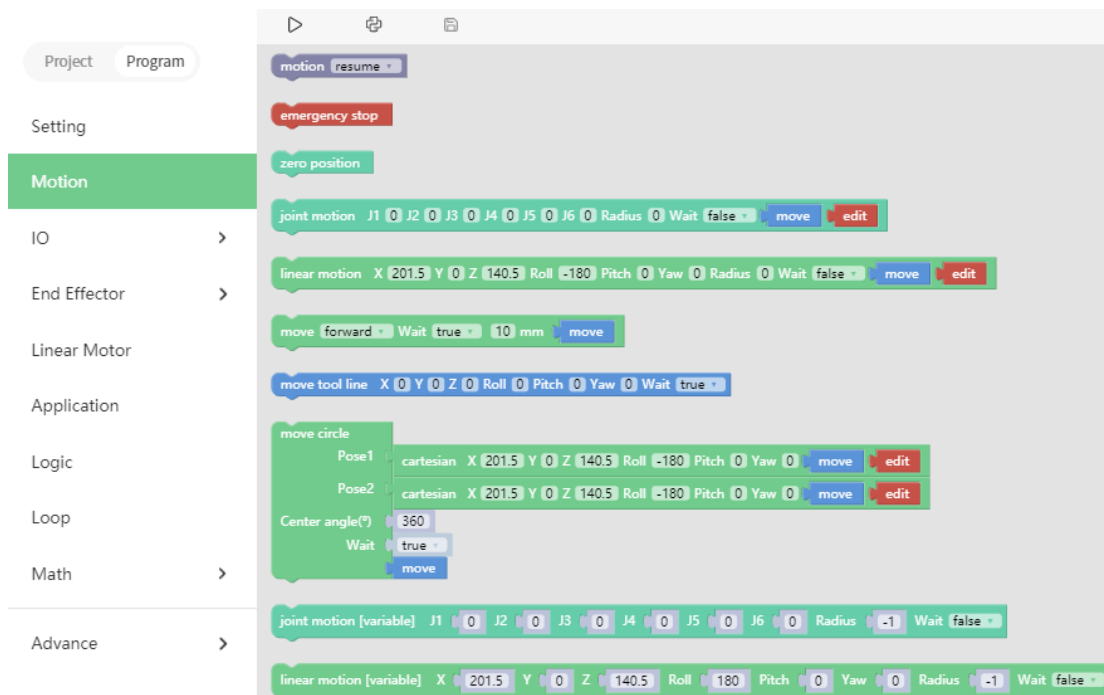 Project Program
Setting
Motion
IO
End Effector
Linear Motor
Application
Logic
Loop
Math
Advance
motion resume
emergency stop
zero position
joint motion J1 0 J2 0 J3 0 J4 0 J5 0 J6 0 Radius 0 Wait false move edit
linear motion X 201.5 Y 0 Z 140.5 Roll -180 Pitch 0 Yaw 0 Radius 0 Wait false move edit
move forward Wait true 10 mm move
move tool line X 0 Y 0 Z 0 Roll 0 Pitch 0 Yaw 0 Wait true
move circle
Pose1 cartesian X 201.5 Y 0 Z 140.5 Roll -180 Pitch 0 Yaw 0 move edit
Pose2 cartesian X 201.5 Y 0 Z 140.5 Roll -180 Pitch 0 Yaw 0 move edit
Center angle(°) 360
Wait true
move
joint motion [variable] J1 0 J2 0 J3 0 J4 0 J5 0 J6 0 Radius -1 Wait false
linear motion [variable] X 201.5 Y 0 Z 140.5 Roll 180 Pitch 0 Yaw 0 Radius -1 Wait false